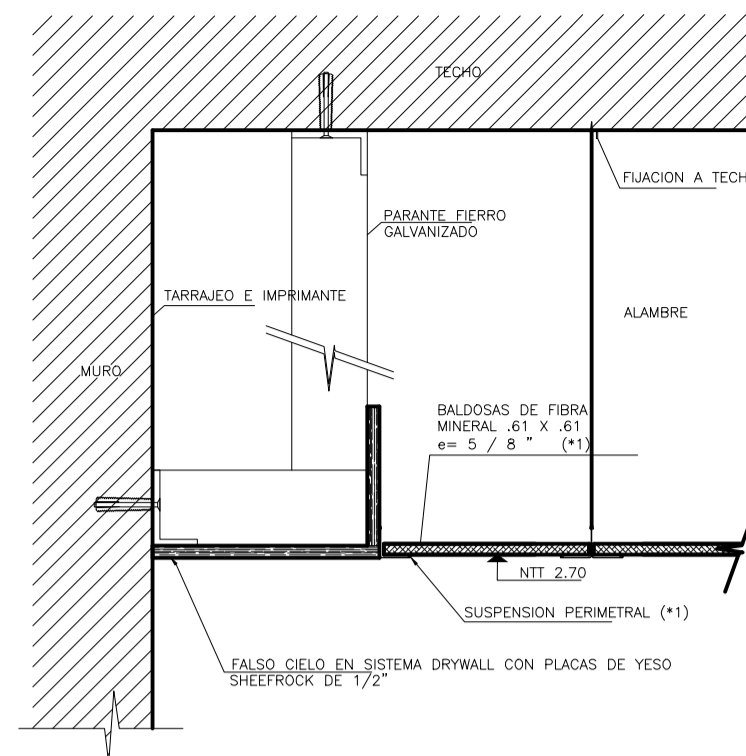 TECHO
FIJACION A TECH
PARANTE FIERRO
GALVANIZADO
TARRAJEO E IMPRIMANTE
ALAMBRE
MURO
BALDOSAS DE FIBRA
MINERAL .61 X .61
e= 5 / 8 " (*1)
NTT 2.70
SUSPENSION PERIMETRAL (*1)
FALSO CIELO EN SISTEMA DRYWALL CON PLACAS DE YESO
SHEEFROCK DE 1/2"